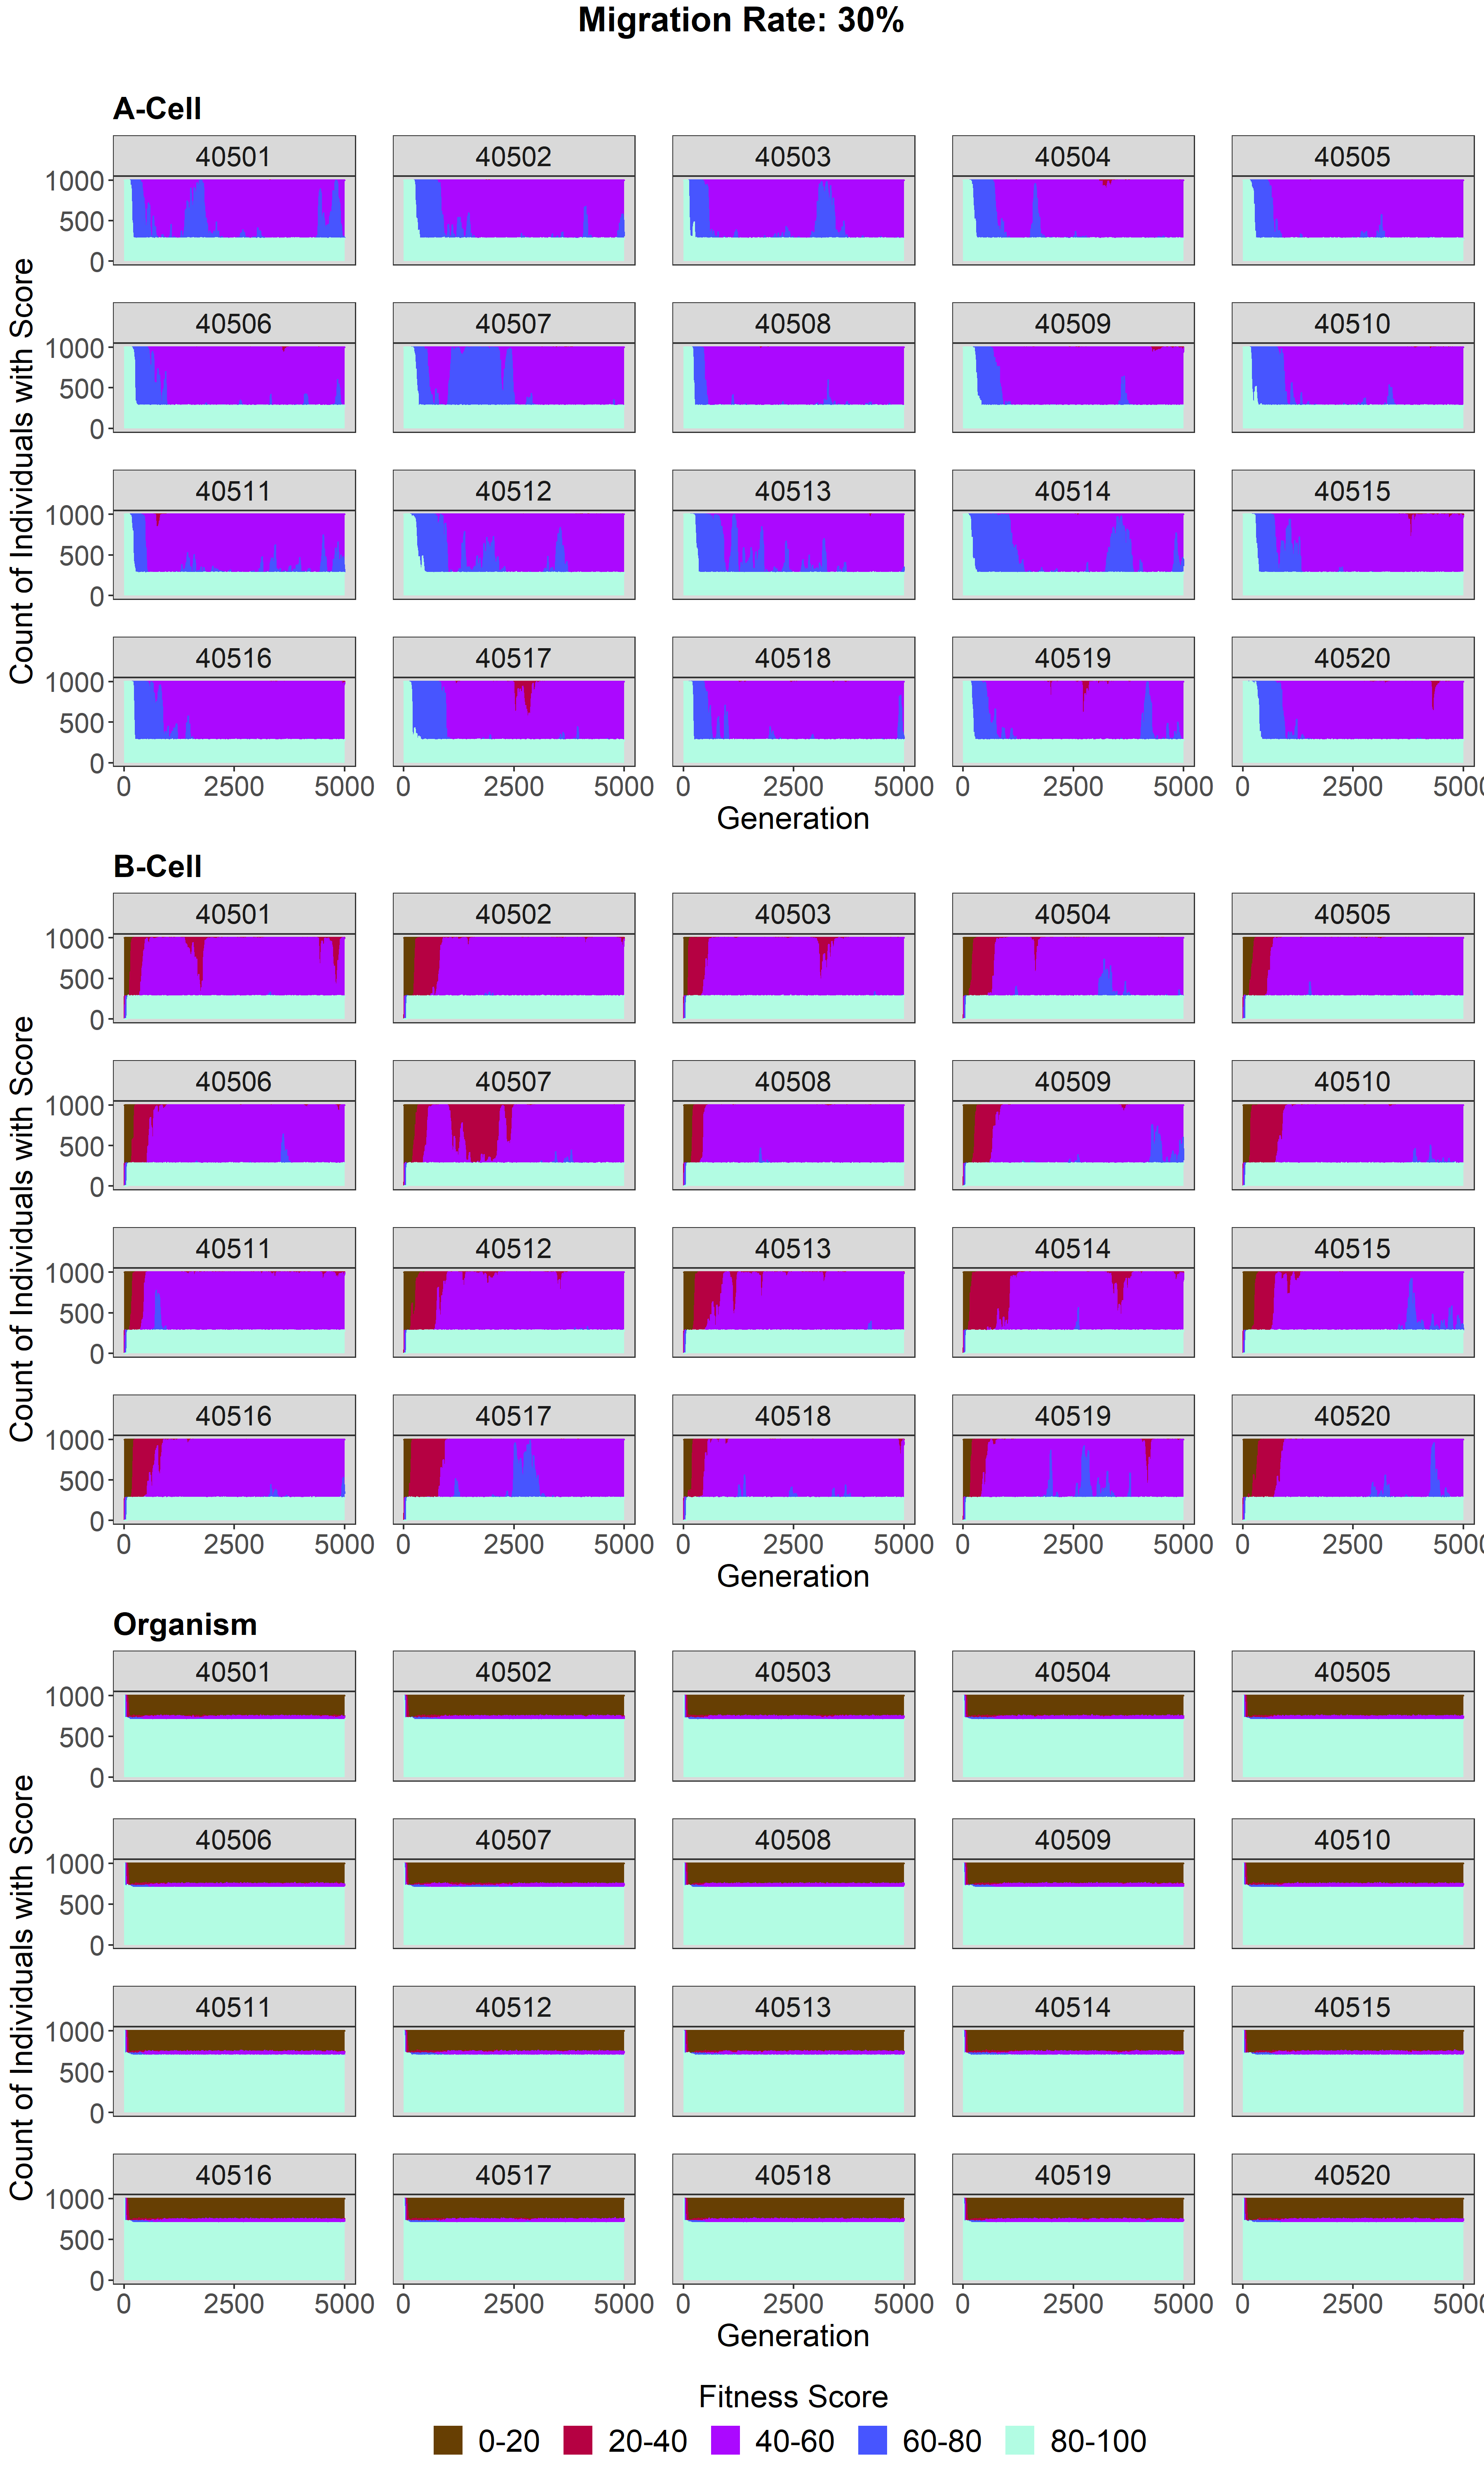 Migration Rate: 30%
A-Cell
40501 40502 40503 40504 40505
1000
500
0
40506 40507 40508 40509 40510
1000
500
0
40511 40512 40513 40514 40515
1000
500
0
40516 40517 40518 40519 40520
1000
500
0
0 2500 5000 0 2500 5000 0 2500 5000 0 2500 5000 0 2500 5000
Count of Individuals with Score
Generation
B-Cell
40501 40502 40503 40504 40505
1000
500
0
40506 40507 40508 40509 40510
1000
500
0
40511 40512 40513 40514 40515
1000
500
0
40516 40517 40518 40519 40520
1000
500
0
0 2500 5000 0 2500 5000 0 2500 5000 0 2500 5000 0 2500 5000
Count of Individuals with Score
Generation
Organism
40501 40502 40503 40504 40505
1000
500
0
40506 40507 40508 40509 40510
1000
500
0
40511 40512 40513 40514 40515
1000
500
0
40516 40517 40518 40519 40520
1000
500
0
0 2500 5000 0 2500 5000 0 2500 5000 0 2500 5000 0 2500 5000
Count of Individuals with Score
Generation
Fitness Score
0-20 20-40 40-60 60-80 80-100